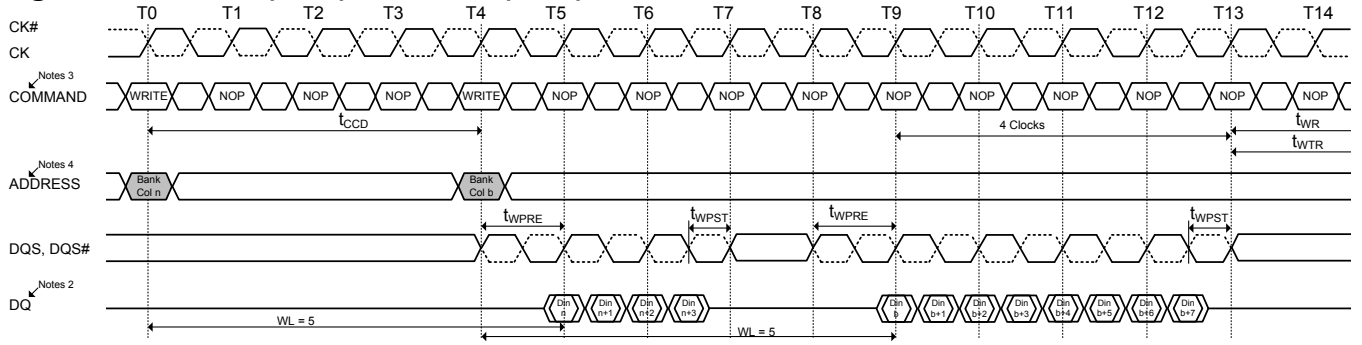 T0 T1 T2 T3 T4 T5 T6 T7 T8 T9 T10 T11 T12 T13 T14
CK#
CK
Notes 3
COMMAND WRITE NOP NOP NOP WRITE NOP NOP NOP NOP NOP NOP NOP NOP NOP NOP
tCCD 4 Clocks tWR
tWTR
Notes 4
ADDRESS Bank Col n Bank Col b
tWPRE tWPST tWPRE tWPST
DQS, DQS#
Notes 2
DQ Din n Din n+1 Din n+2 Din n+3 Din b Din b+1 Din b+2 Din b+3 Din b+4 Din b+5 Din b+6 Din b+7
WL = 5 WL = 5